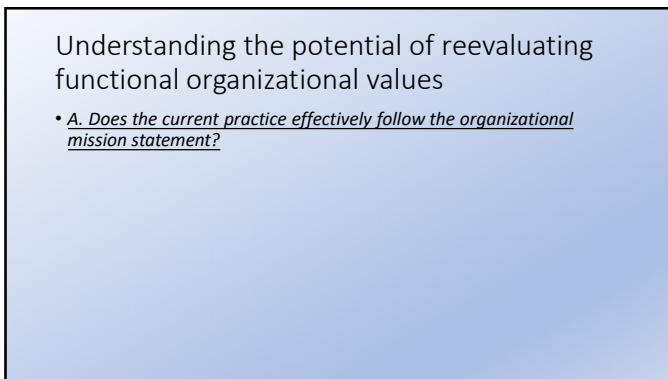 Understanding the potential of reevaluating
functional organizational values
• A. Does the current practice effectively follow the organizational
mission statement?